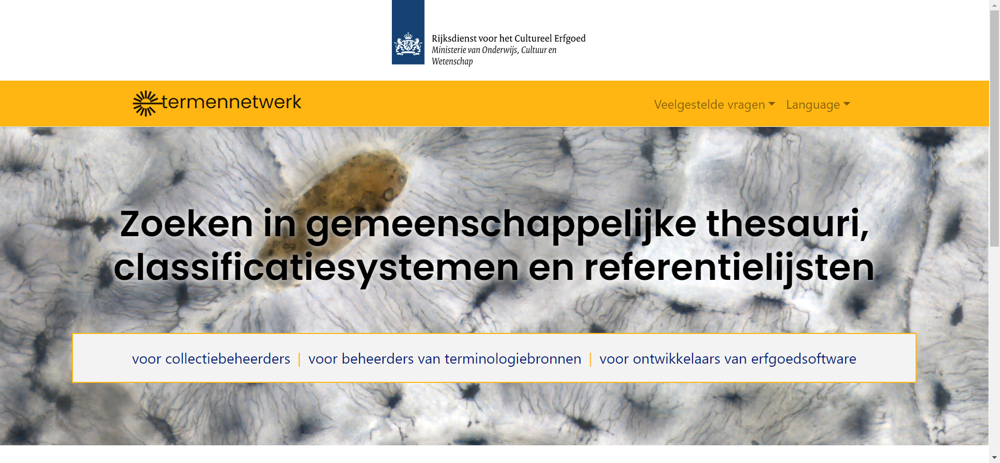 Rijksdienst voor het Cultureel Erfgoed
Ministerie van Onderwijs, Cultuur en
Wetenschap
termennetwerk
Veelgestelde vragen
Language
Zoeken in gemeenschappelijke thesauri,
classificatiesystemen en referentielijsten
voor collectiebeheerders | voor beheerders van terminologiebronnen | voor ontwikkelaars van erfgoedsoftware